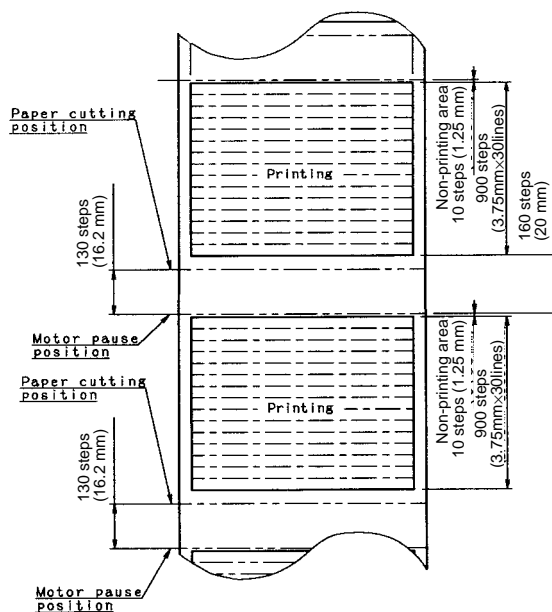 Paper cutting
position
130 steps
(16.2 mm)
Motor pause
position
Paper cutting
position
130 steps
(16.2 mm)
Motor pause
position
Printing
Printing
Non-printing area
10 steps (1.25 mm)
900 steps
(3.75mm×30lines)
160 steps
(20 mm)
Non-printing area
10 steps (1.25 mm)
900 steps
(3.75mm×30lines)